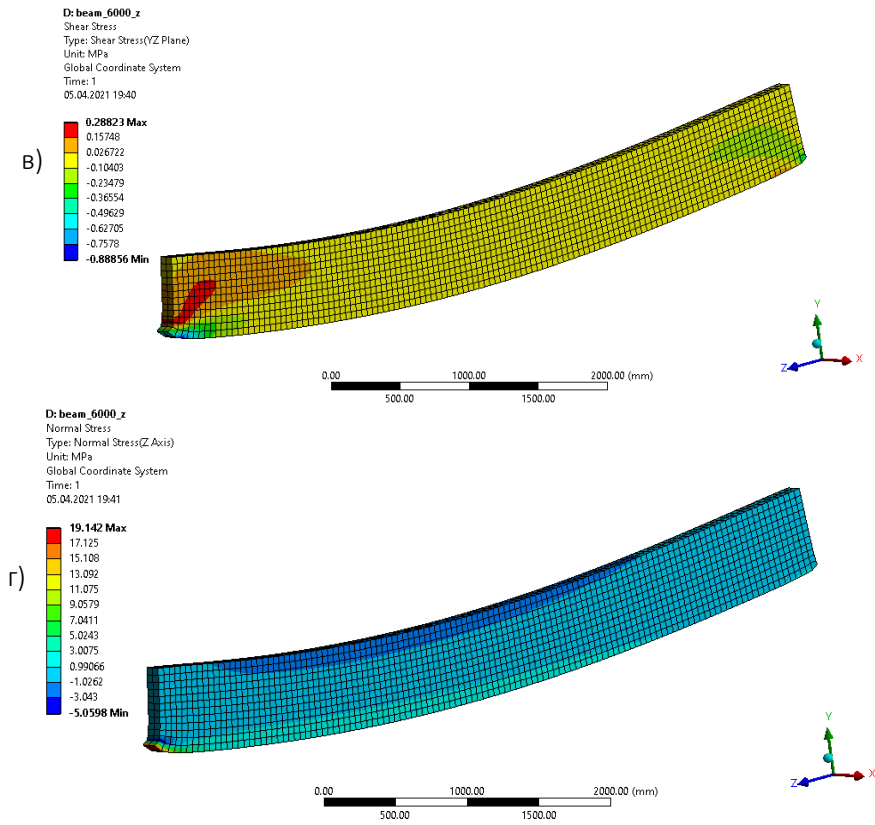 D: beam_6000_z
Shear Stress
Type: Shear Stress(YZ Plane)
Unit: MPa
Global Coordinate System
Time: 1
05.04.2021 19:40
0.28823 Max
0.15748
0.026722
-0.10403
-0.23479
-0.36554
-0.49629
-0.62705
-0.7578
-0.88856 Min
в)
Y
Z
X
0.00 1000.00 2000.00 (mm)
500.00 1500.00
D: beam_6000_z
Normal Stress
Type: Normal Stress(Z Axis)
Unit: MPa
Global Coordinate System
Time: 1
05.04.2021 19:41
19.142 Max
17.125
15.108
13.092
11.075
9.0579
7.0411
5.0243
3.0075
0.99066
-1.0262
-3.043
-5.0598 Min
г)
Y
Z
X
0.00 1000.00 2000.00 (mm)
500.00 1500.00